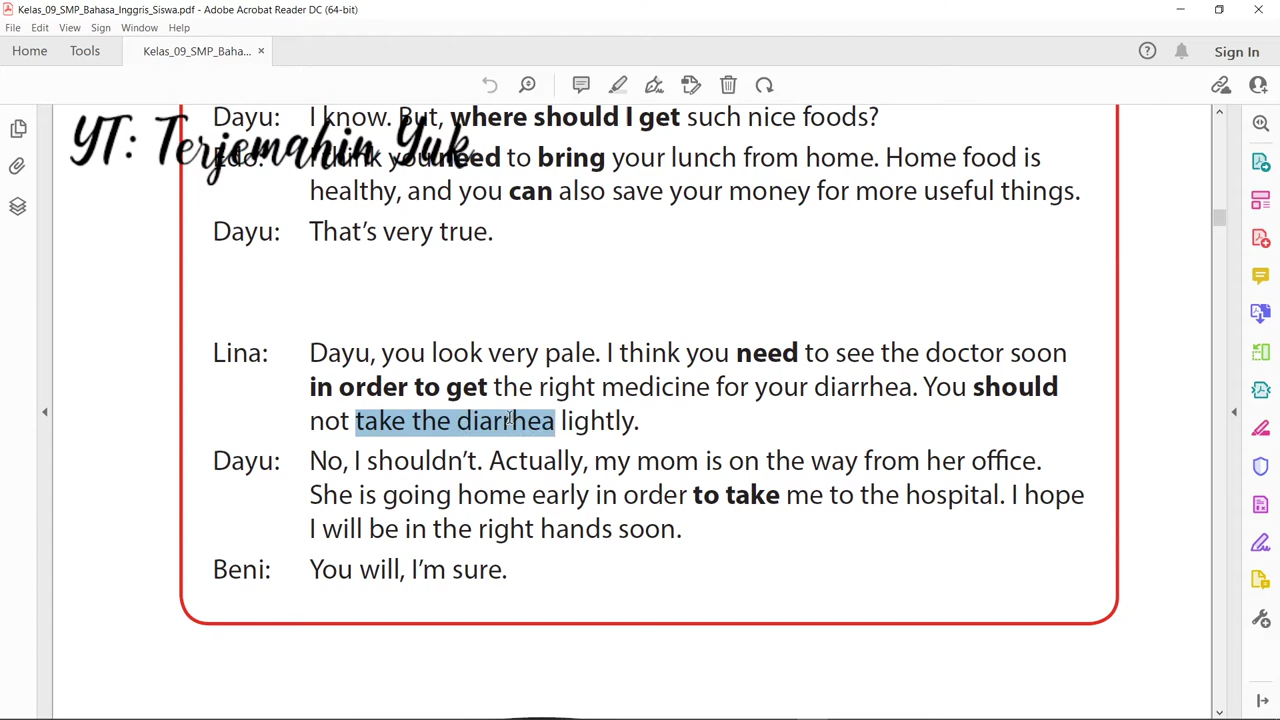 Kelas_09_SMP_Bahasa_Inggris_Siswa.pdf - Adobe Acrobat Reader DC (64-bit)
File Edit View Sign Window Help
Home Tools Kelas_09_SMP_Baha... × Sign In
Dayu: I know. But, where should I get such nice foods?
YT: Terjemahin Yuk
Edo: I think you need to bring your lunch from home. Home food is
healthy, and you can also save your money for more useful things.
Dayu: That's very true.
Lina: Dayu, you look very pale. I think you need to see the doctor soon
in order to get the right medicine for your diarrhea. You should
not take the diarrhea lightly.
Dayu: No, I shouldn't. Actually, my mom is on the way from her office.
She is going home early in order to take me to the hospital. I hope
I will be in the right hands soon.
Beni: You will, I'm sure.